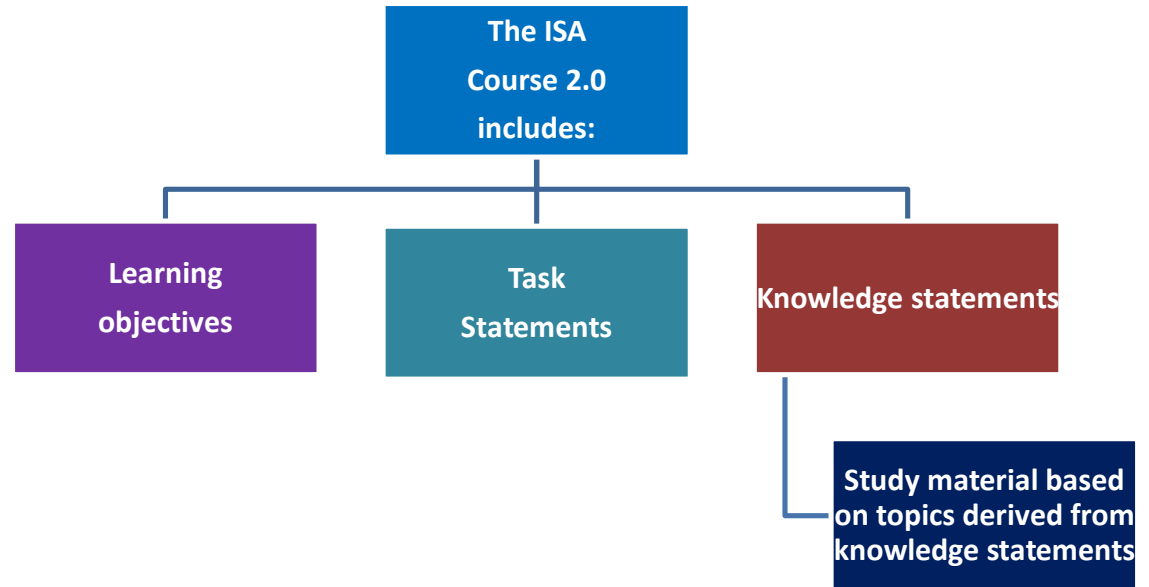 The ISA
Course 2.0
includes:
Learning
objectives
Task
Statements
Knowledge statements
Study material based
on topics derived from
knowledge statements